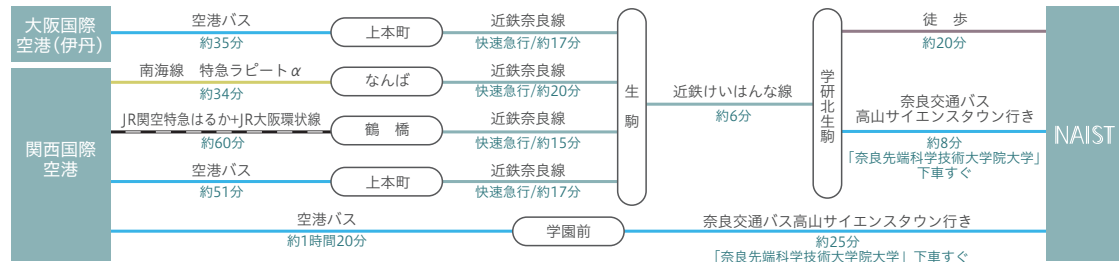 大阪国際
空港(伊丹)
空港バス
約35分
上本町
近鉄奈良線
快速急行/約17分
関西国際
空港
南海線　特急ラピートα
約34分
なんば
近鉄奈良線
快速急行/約20分
JR関空特急はるか+JR大阪環状線
約60分
鶴　橋
近鉄奈良線
快速急行/約15分
空港バス
約51分
上本町
近鉄奈良線
快速急行/約17分
生駒
近鉄けいはんな線
約6分
学研北生駒
徒　歩
約20分
奈良交通バス
高山サイエンスタウン行き
約8分
「奈良先端科学技術大学院大学」
下車すぐ
空港バス
約1時間20分
学園前
奈良交通バス高山サイエンスタウン行き
約25分
「奈良先端科学技術大学院大学」下車すぐ
NAIST